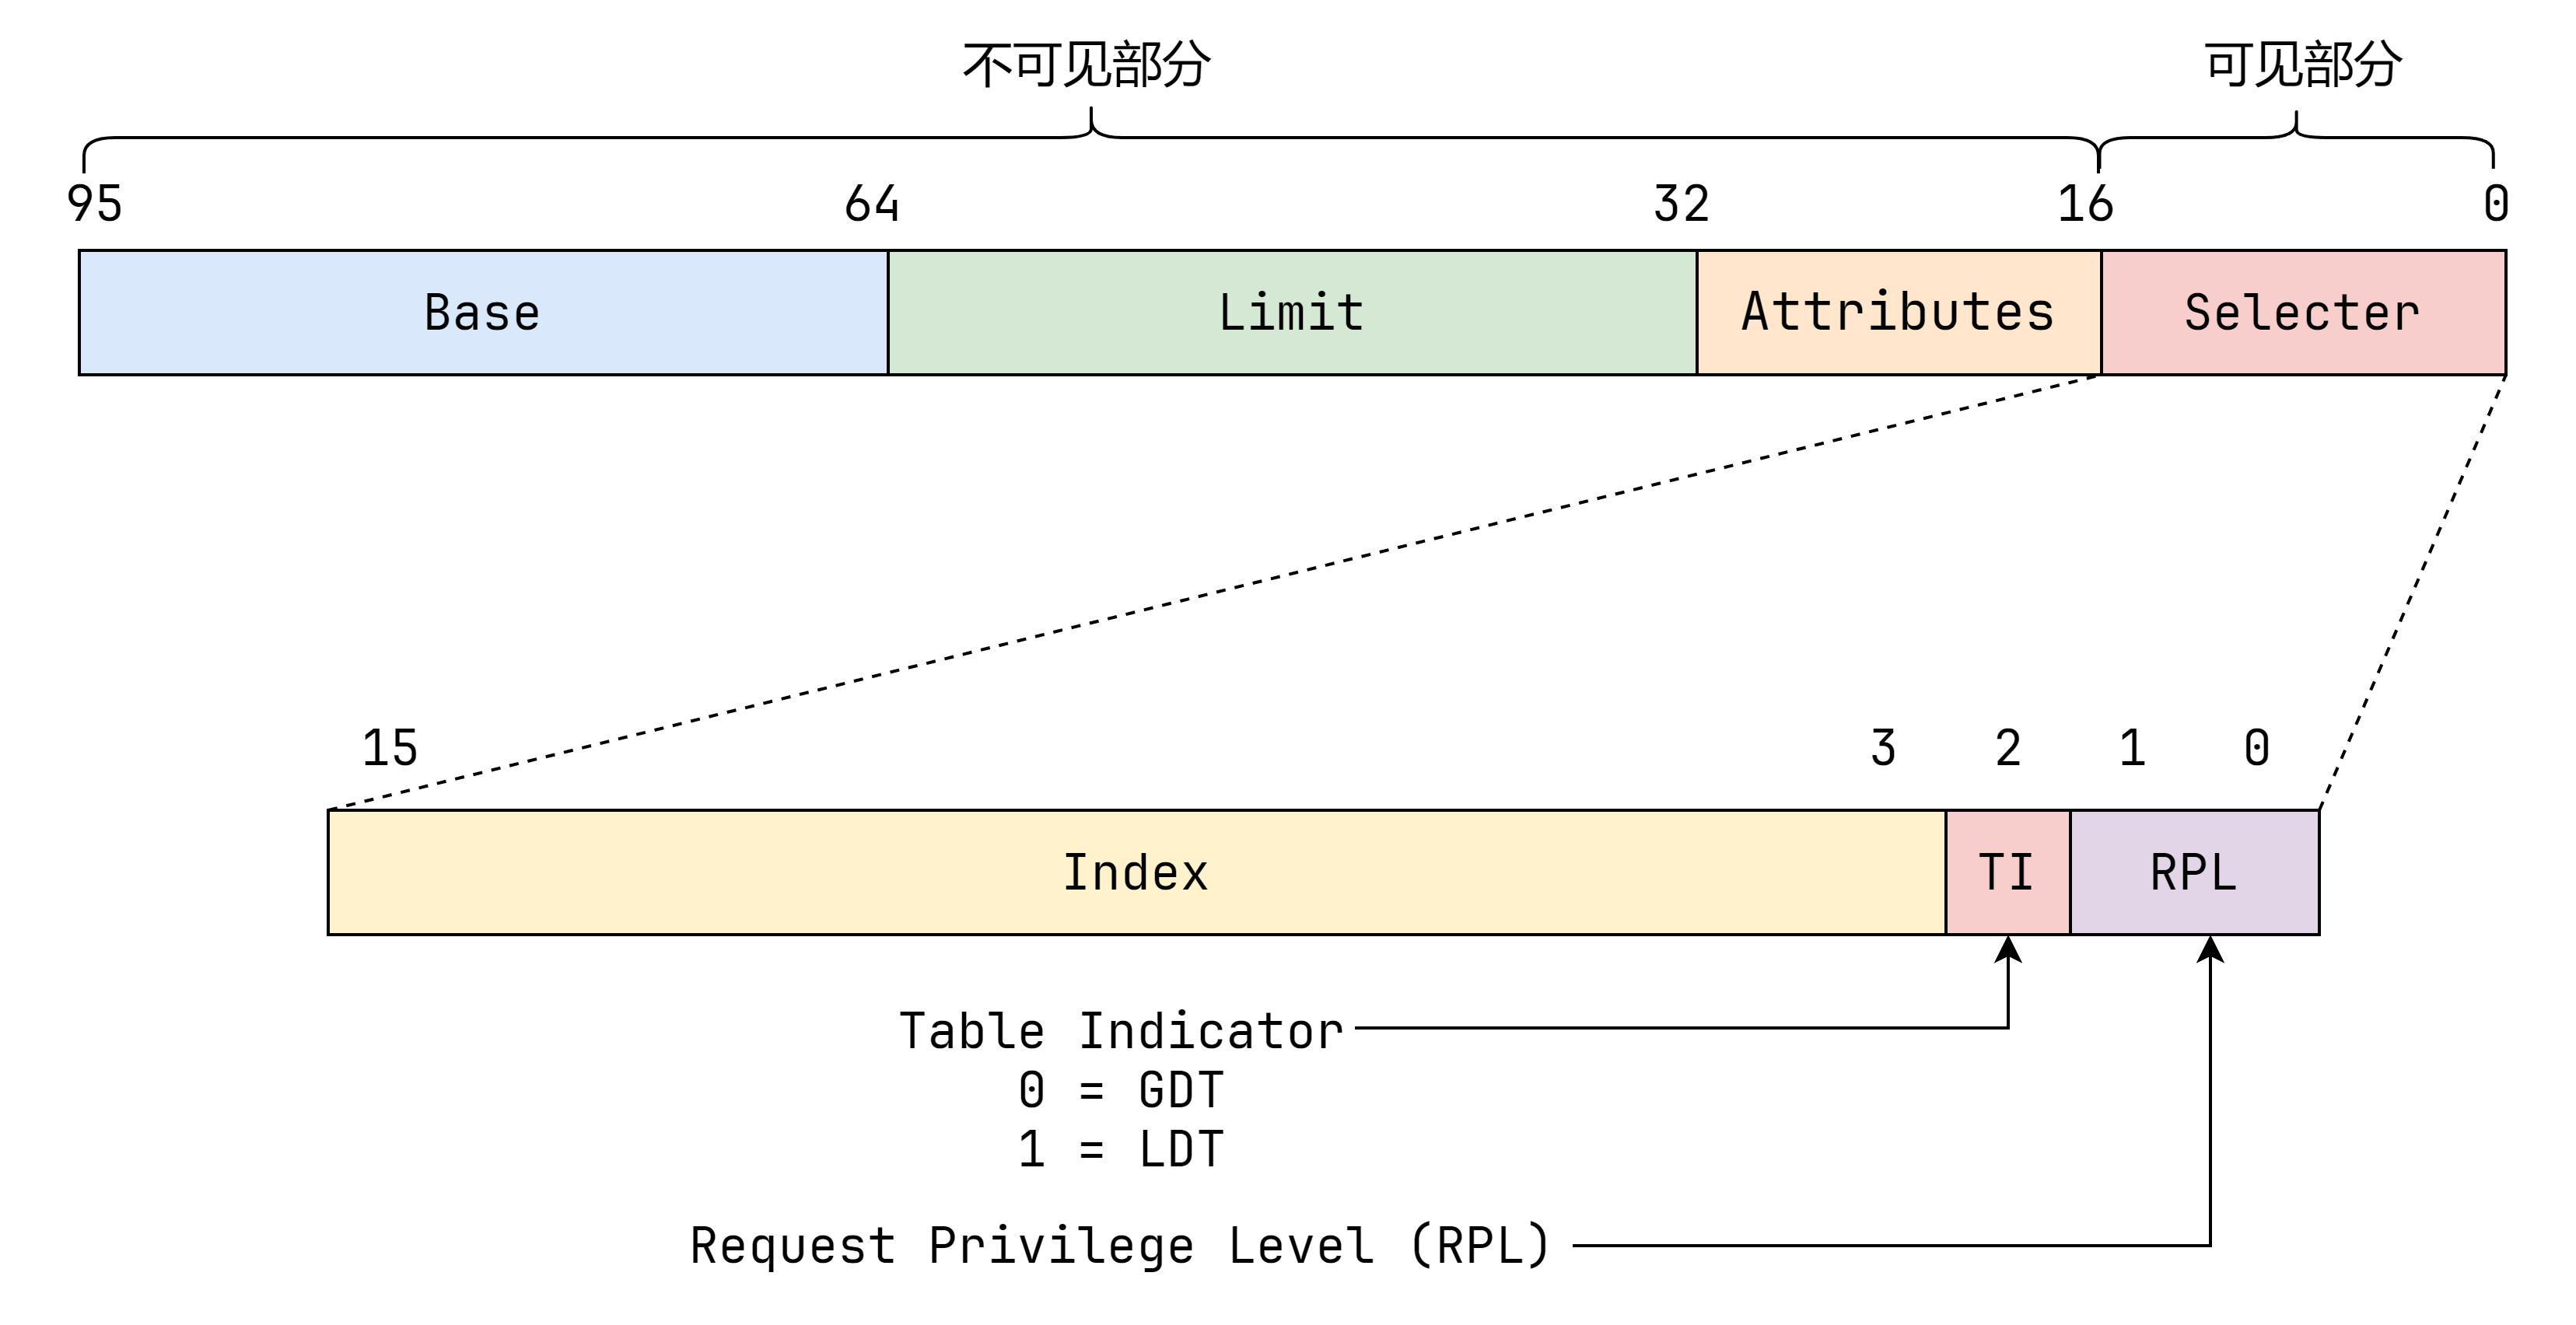 不可见部分 可见部分
95 64 32 16 0
Base Limit Attributes Selecter
15 3 2 1 0
Index TI RPL
Table Indicator
0 = GDT
1 = LDT
Request Privilege Level (RPL)